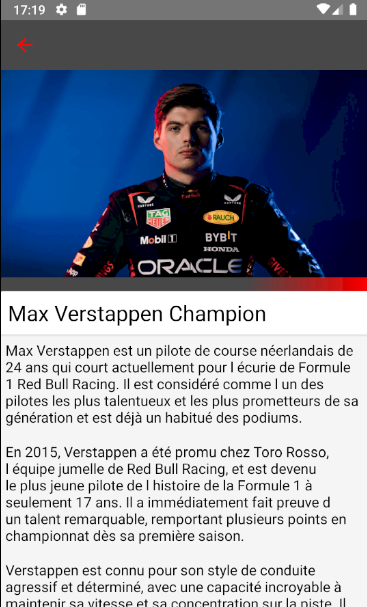 17:19
Max Verstappen Champion
TAG
RAUCH
Mobil 1
BYBIT
HONDA
ORACLE
Max Verstappen est un pilote de course néerlandais de
24 ans qui court actuellement pour l écurie de Formule
1 Red Bull Racing. Il est considéré comme l un des
pilotes les plus talentueux et les plus prometteurs de sa
génération et est déjà un habitué des podiums.
En 2015, Verstappen a été promu chez Toro Rosso,
l équipe jumelle de Red Bull Racing, et est devenu
le plus jeune pilote de l histoire de la Formule 1 à
seulement 17 ans. Il a immédiatement fait preuve d
un talent remarquable, remportant plusieurs points en
championnat dès sa première saison.
Verstappen est connu pour son style de conduite
agressif et déterminé, avec une capacité incroyable à
maintenir sa vitesse et sa concentration sur la piste. Il